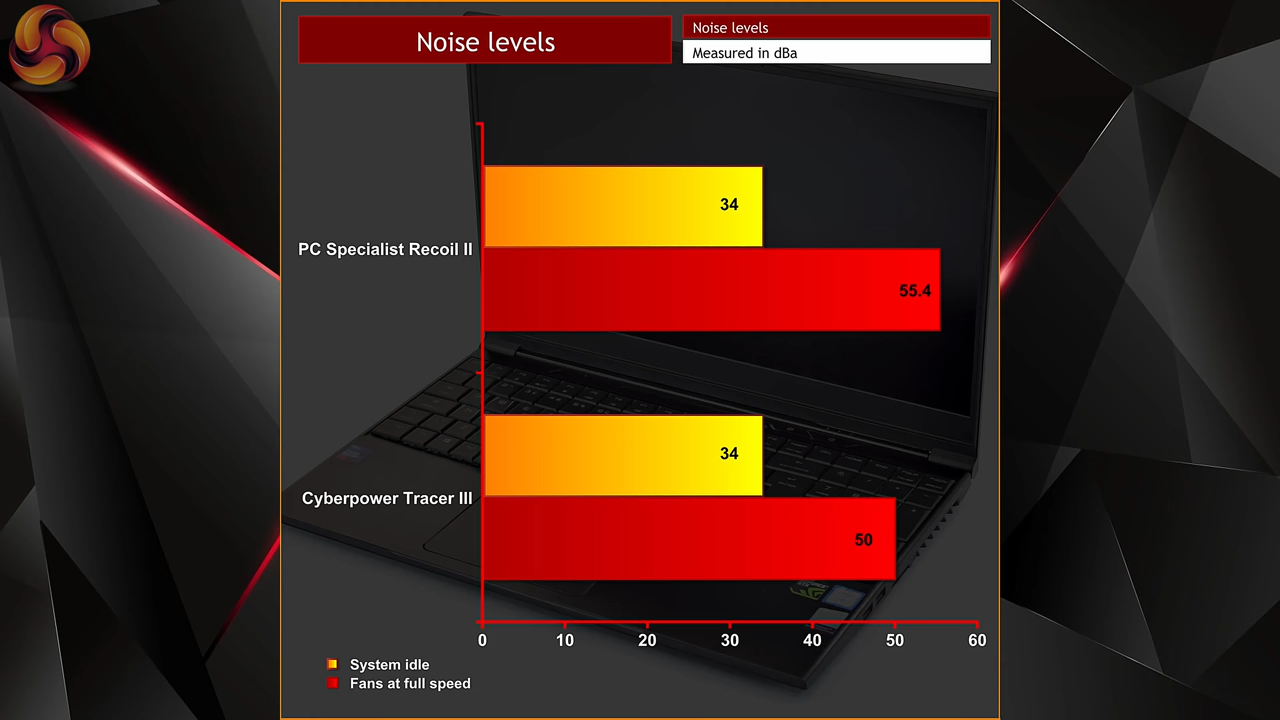 Noise levels
Noise levels
Measured in dBa
34
PC Specialist Recoil II
55.4
34
Cyberpower Tracer III
50
0 10 20 30 40 50 60
System idle
Fans at full speed